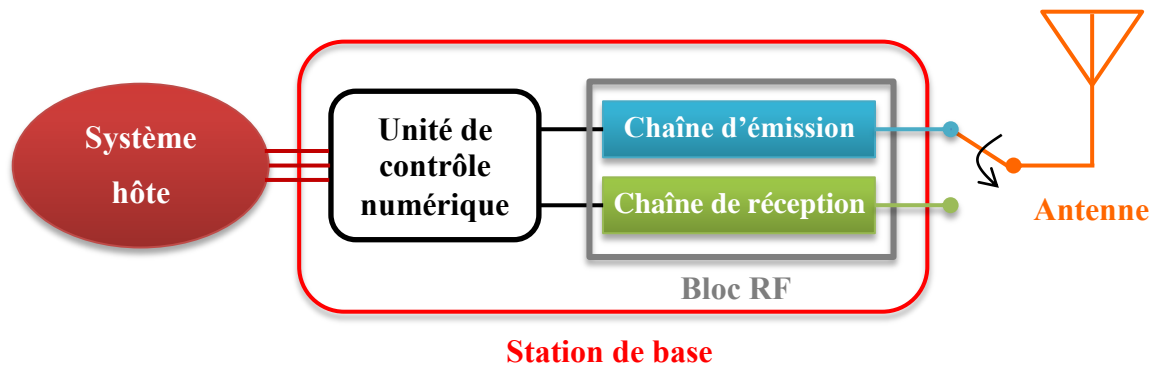 Système
hôte
Unité de
contrôle
numérique
Chaîne d'émission
Chaîne de réception
Bloc RF
Antenne
Station de base